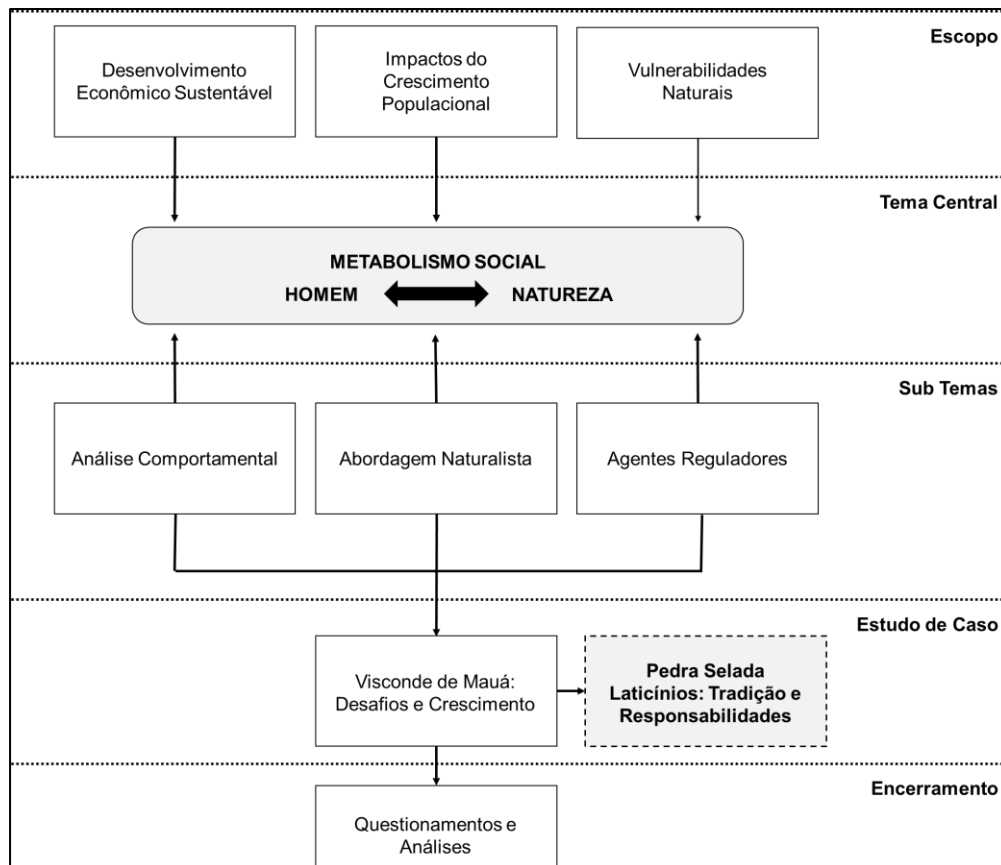 Escopo
Desenvolvimento
Econômico Sustentável
Impactos do
Crescimento
Populacional
Vulnerabilidades
Naturais
Tema Central
METABOLISMO SOCIAL
HOMEM NATUREZA
Sub Temas
Análise Comportamental
Abordagem Naturalista
Agentes Reguladores
Estudo de Caso
Visconde de Mauá:
Desafios e Crescimento
Pedra Selada
Laticínios: Tradição e
Responsabilidades
Encerramento
Questionamentos e
Análises